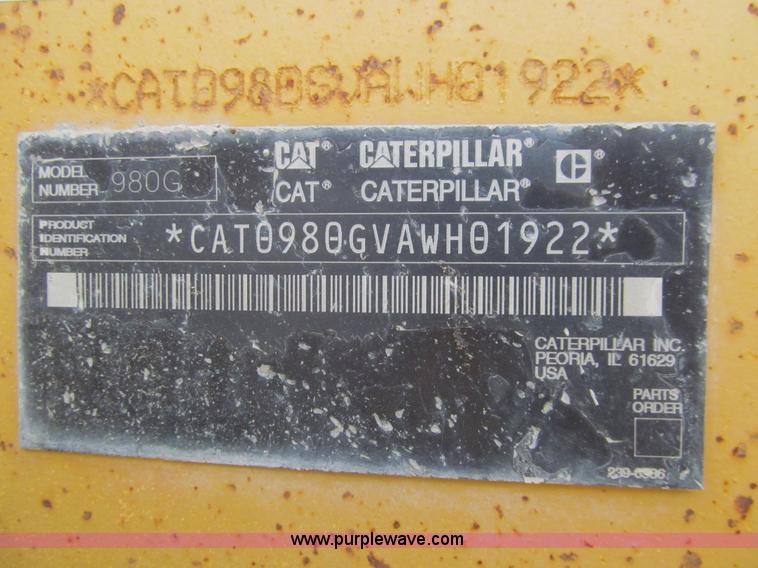 *CAT0980GVAWH01922*
MODEL NUMBER 980G
CAT® CATERPILLAR®
CAT® CATERPILLAR®
PRODUCT IDENTIFICATION NUMBER *CAT0980GVAWH01922*
CATERPILLAR INC.
PEORIA, IL 61629
USA
PARTS
ORDER
www.purplewave.com